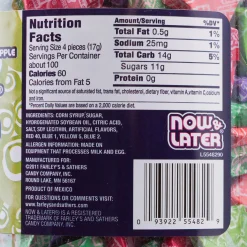 APPLE
Nutrition
Facts
Serving Size 4 pieces (17g)
Servings Per Container
about 100
Calories 60
Calories from Fat 5
Amount/Serving %DV*
Total Fat 0.5g 1%
Sodium 25mg 1%
Total Carb 14g 5%
Sugars 11g
Protein 0g
Not a significant source of saturated fat, trans fat, cholesterol, dietary fiber, vitamin A, vitamin C, calcium and iron.
*Percent Daily Values are based on a 2,000 calorie diet.
INGREDIENTS: CORN SYRUP, SUGAR,
HYDROGENATED SOYBEAN OIL, CITRIC ACID,
SALT, SOY LECITHIN, ARTIFICIAL FLAVORS,
RED 40, BLUE 1, YELLOW 5, BLUE 2.
ALLERGEN INFORMATION: MADE ON
EQUIPMENT THAT PROCESSES MILK AND EGG.
©2011 FARLEY'S & SATHERS
CANDY COMPANY, INC.
ROUND LAKE, MN 56167
PRODUCT OF MEXICO
FOR QUESTIONS OR COMMENTS VISIT:
www.farleysandsathers.com
NOW & LATER® IS A REGISTERED
TRADEMARK OF FARLEY'S & SATHERS
CANDY COMPANY, INC.
NOW
LATER
L5548290
0 93922 55482 9